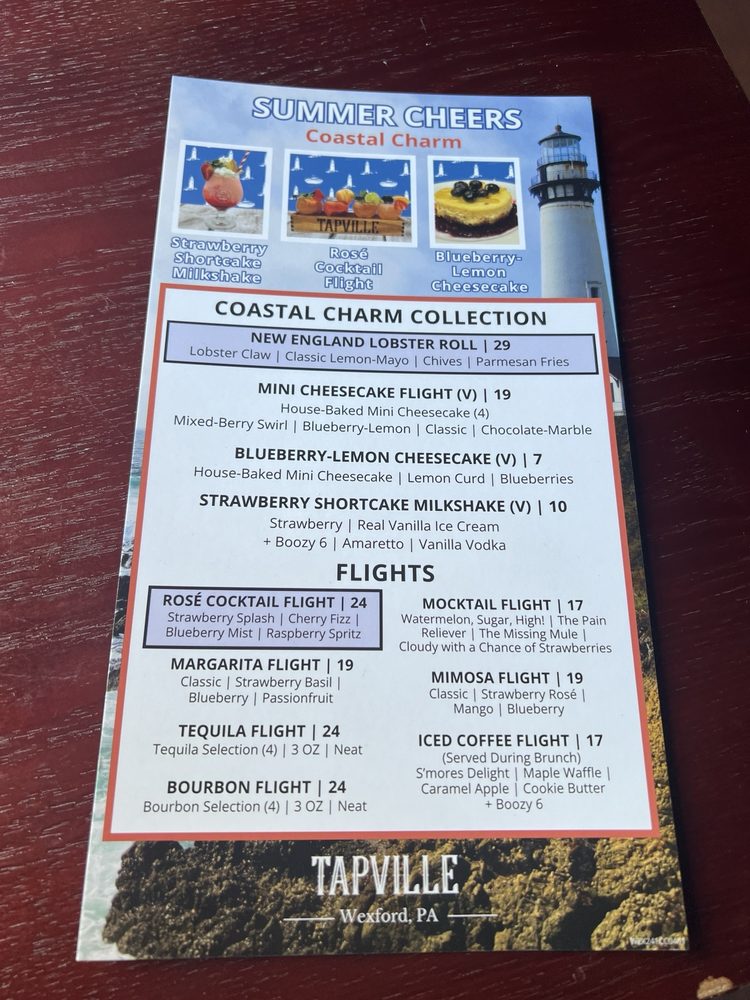 SUMMER CHEERS
Coastal Charm
TAPVILLE
Strawberry
Shortcake
Milkshake
Rosé
Cocktail
Flight
Blueberry-
Lemon
Cheesecake
COASTAL CHARM COLLECTION
NEW ENGLAND LOBSTER ROLL | 29
Lobster Claw | Classic Lemon-Mayo | Chives | Parmesan Fries
MINI CHEESECAKE FLIGHT (V) | 19
House-Baked Mini Cheesecake (4)
Mixed-Berry Swirl | Blueberry-Lemon | Classic | Chocolate-Marble
BLUEBERRY-LEMON CHEESECAKE (V) | 7
House-Baked Mini Cheesecake | Lemon Curd | Blueberries
STRAWBERRY SHORTCAKE MILKSHAKE (V) | 10
Strawberry | Real Vanilla Ice Cream
+ Boozy 6 | Amaretto | Vanilla Vodka
FLIGHTS
ROSÉ COCKTAIL FLIGHT | 24
Strawberry Splash | Cherry Fizz |
Blueberry Mist | Raspberry Spritz
MARGARITA FLIGHT | 19
Classic | Strawberry Basil |
Blueberry | Passionfruit
TEQUILA FLIGHT | 24
Tequila Selection (4) | 3 OZ | Neat
BOURBON FLIGHT | 24
Bourbon Selection (4) | 3 OZ | Neat
MOCKTAIL FLIGHT | 17
Watermelon, Sugar, High! | The Pain
Reliever | The Missing Mule |
Cloudy with a Chance of Strawberries
MIMOSA FLIGHT | 19
Classic | Strawberry Rosé |
Mango | Blueberry
ICED COFFEE FLIGHT | 17
(Served During Brunch)
S'mores Delight | Maple Waffle |
Caramel Apple | Cookie Butter
+ Boozy 6
TAPVILLE
Wexford, PA